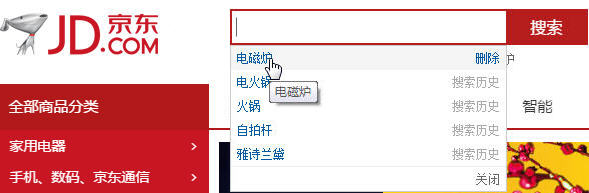 京东
JD.COM
搜索
电磁炉 删除
电火锅 搜索历史
电磁炉
火锅 搜索历史
自拍杆 搜索历史
雅诗兰黛 搜索历史
关闭
炉
智能
全部商品分类
家用电器 >
手机、数码、京东通信 >